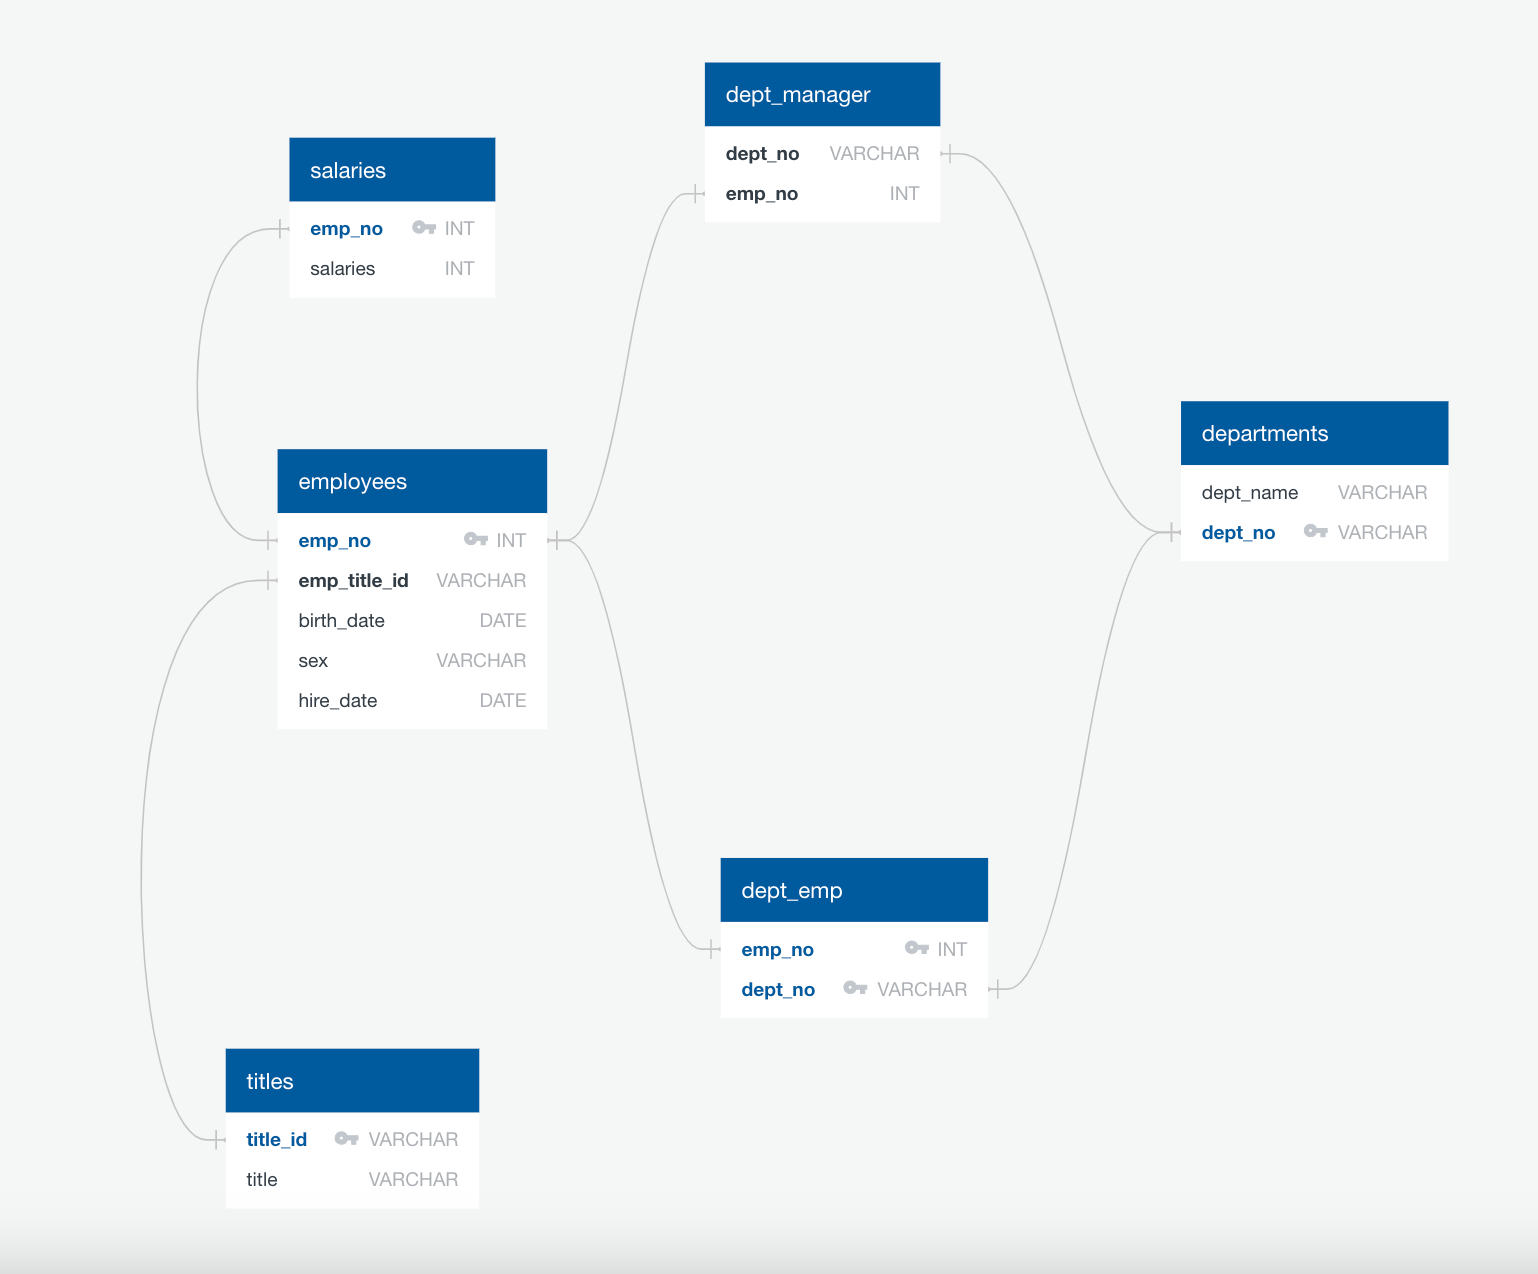 dept_manager
dept_no VARCHAR
emp_no INT
salaries
emp_no INT
salaries INT
employees
emp_no INT
emp_title_id VARCHAR
birth_date DATE
sex VARCHAR
hire_date DATE
departments
dept_name VARCHAR
dept_no VARCHAR
dept_emp
emp_no INT
dept_no VARCHAR
titles
title_id VARCHAR
title VARCHAR